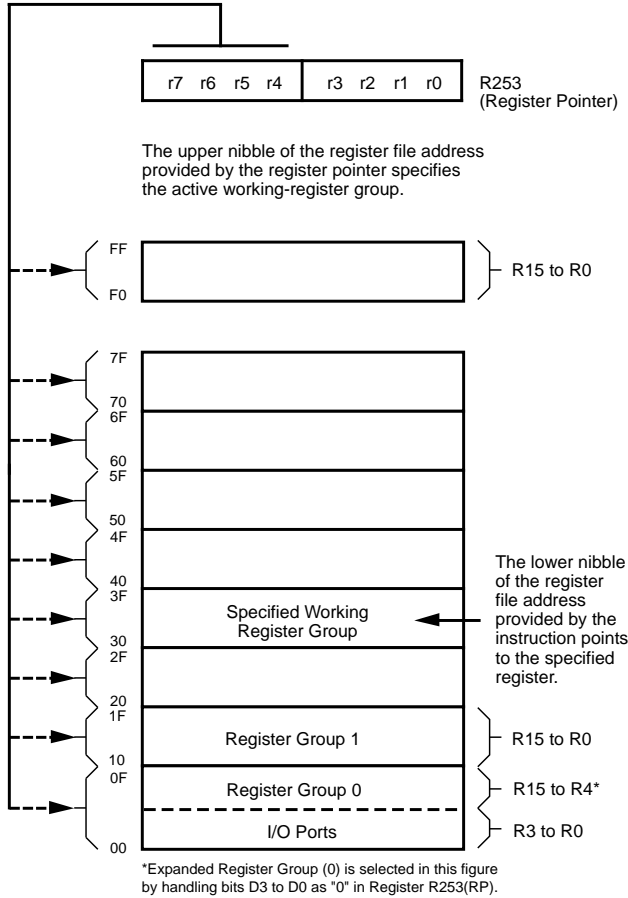 r7 r6 r5 r4 r3 r2 r1 r0 R253
(Register Pointer)
The upper nibble of the register file address
provided by the register pointer specifies
the active working-register group.
FF
R15 to R0
F0
7F
70
6F
60
5F
50
4F
40
3F
Specified Working
Register Group
The lower nibble
of the register
file address
provided by the
instruction points
to the specified
register.
30
2F
20
1F
Register Group 1
R15 to R0
10
0F
Register Group 0
R15 to R4*
I/O Ports
R3 to R0
00
*Expanded Register Group (0) is selected in this figure
by handling bits D3 to D0 as "0" in Register R253(RP).